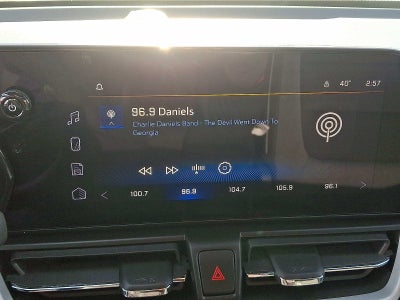 40° 2:57
96.9 Daniels
Charlie Daniels Band - The Devil Went Down To
Georgia
100.7 96.9 104.7 105.9 96.1